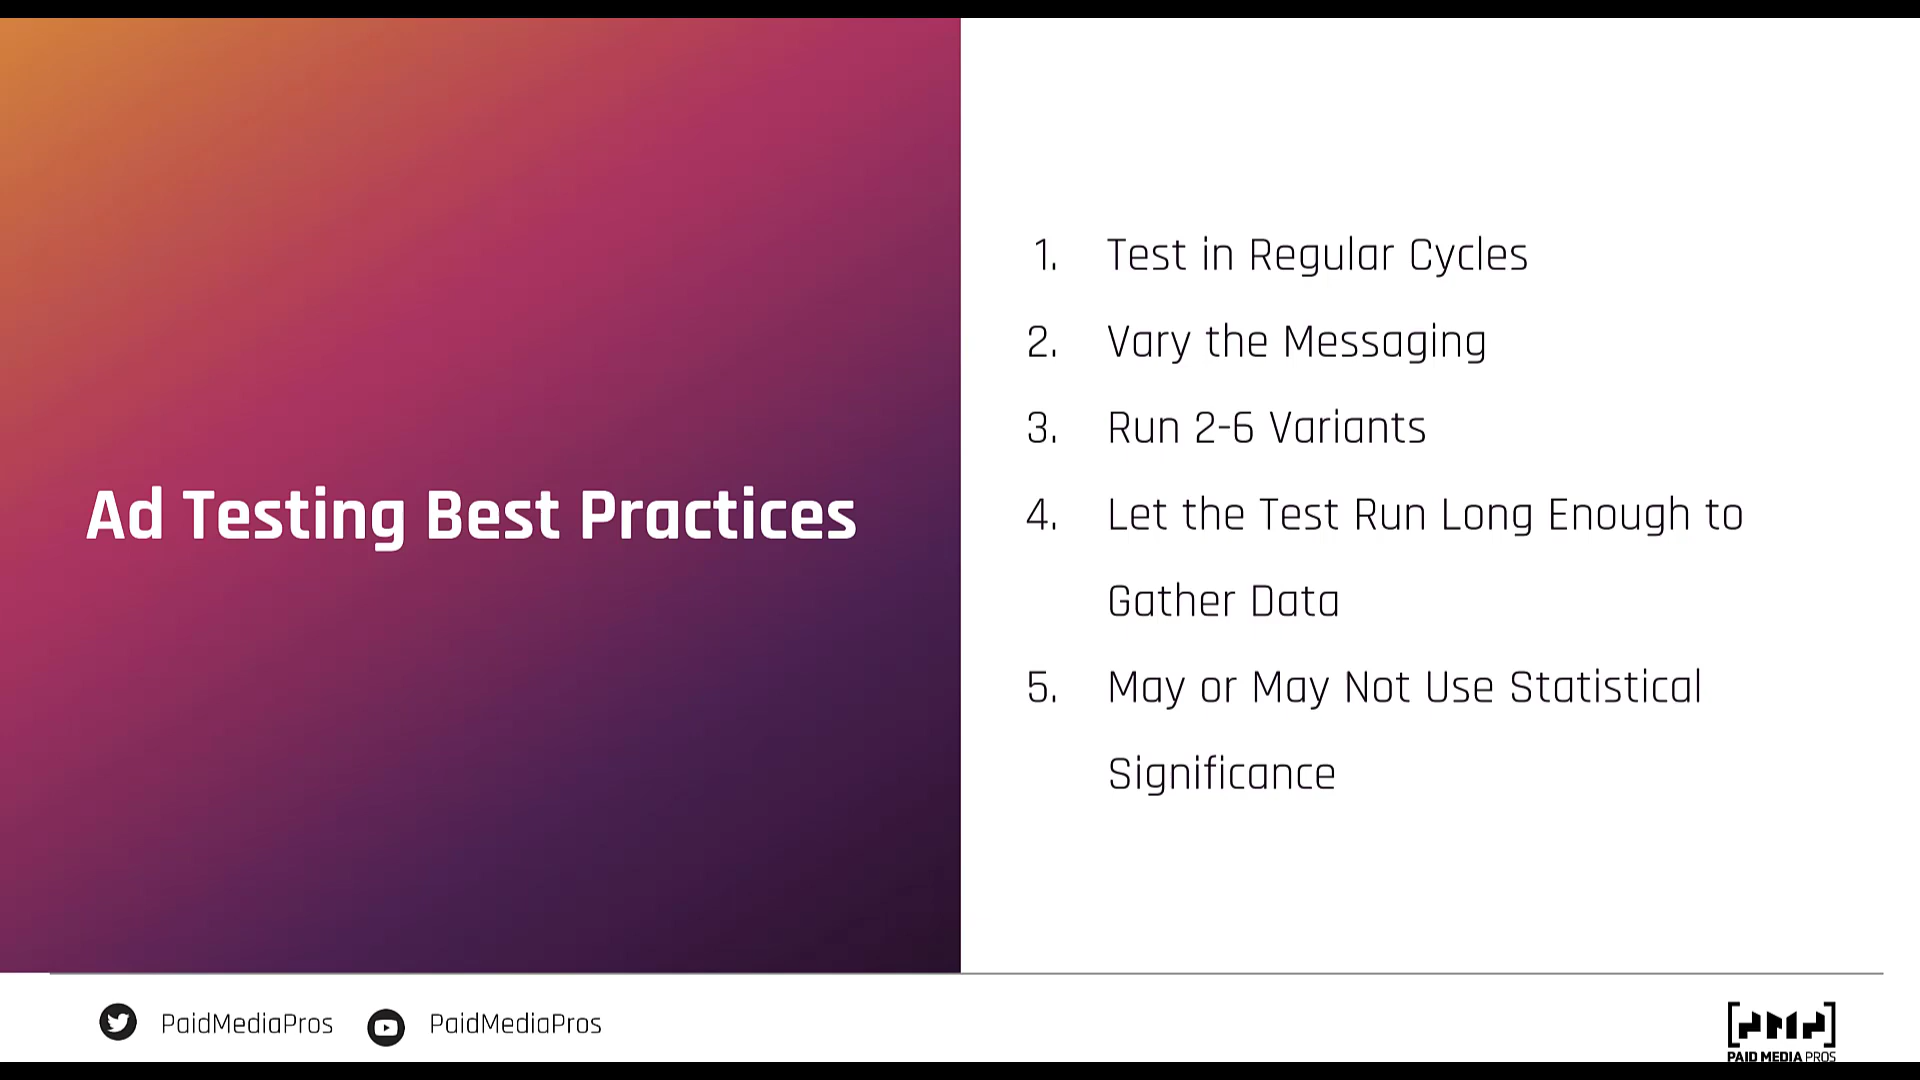 Ad Testing Best Practices
1. Test in Regular Cycles
2. Vary the Messaging
3. Run 2-6 Variants
4. Let the Test Run Long Enough to
Gather Data
5. May or May Not Use Statistical
Significance
PaidMediaPros PaidMediaPros
PMP
PAID MEDIA PROS